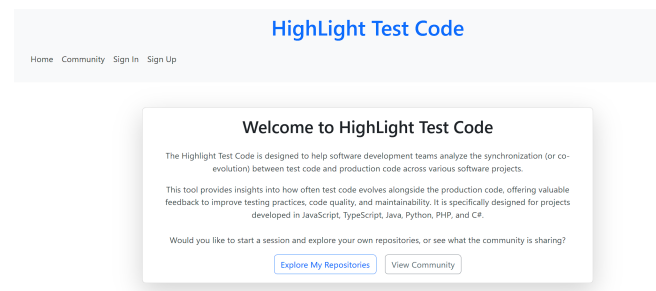 HighLight Test Code
Home Community Sign In Sign Up
Welcome to HighLight Test Code
The Highlight Test Code is designed to help software development teams analyze the synchronization (or co-
evolution) between test code and production code across various software projects.
This tool provides insights into how often test code evolves alongside the production code, offering valuable
feedback to improve testing practices, code quality, and maintainability. It is specifically designed for projects
developed in JavaScript, TypeScript, Java, Python, PHP, and C#.
Would you like to start a session and explore your own repositories, or see what the community is sharing?
Explore My Repositories View Community